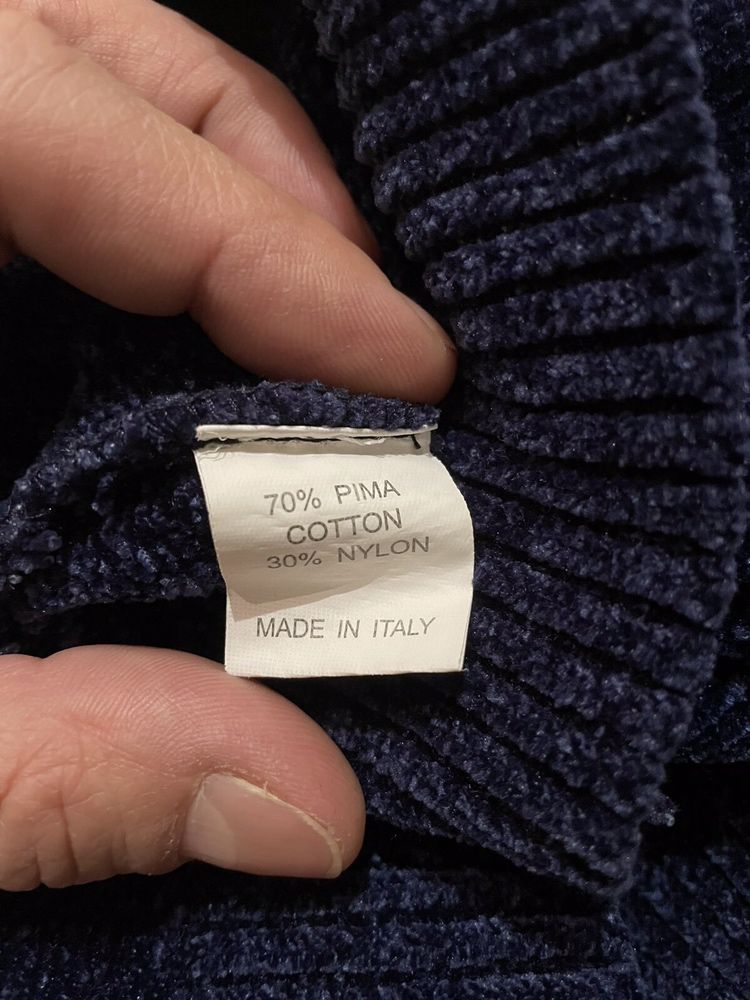 70% PIMA
COTTON
30% NYLON
MADE IN ITALY